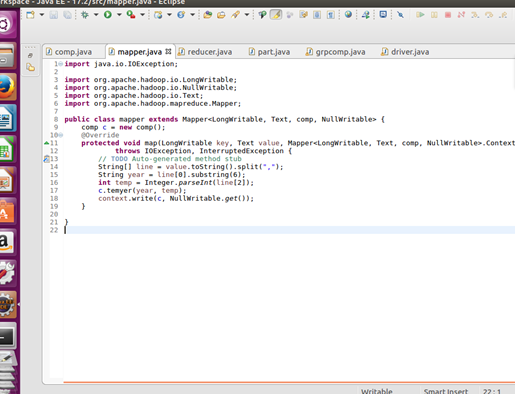 rkspace - Java EE - 17.2/src/mapper.java - Eclipse
comp.java mapper.java reducer.java part.java grpcomp.java driver.java
1 import java.io.IOException;
2
3 import org.apache.hadoop.io.LongWritable;
4 import org.apache.hadoop.io.NullWritable;
5 import org.apache.hadoop.io.Text;
6 import org.apache.hadoop.mapreduce.Mapper;
7
8 public class mapper extends Mapper<LongWritable, Text, comp, NullWritable> {
9 comp c = new comp();
10 @Override
11 protected void map(LongWritable key, Text value, Mapper<LongWritable, Text, comp, NullWritable>.Context
12 throws IOException, InterruptedException {
13 // TODO Auto-generated method stub
14 String[] line = value.toString().split(",");
15 String year = line[0].substring(6);
16 int temp = Integer.parseInt(line[2]);
17 c.temyer(year, temp);
18 context.write(c, NullWritable.get());
19 }
20
21 }
22
Writable Smart Insert 22 : 1